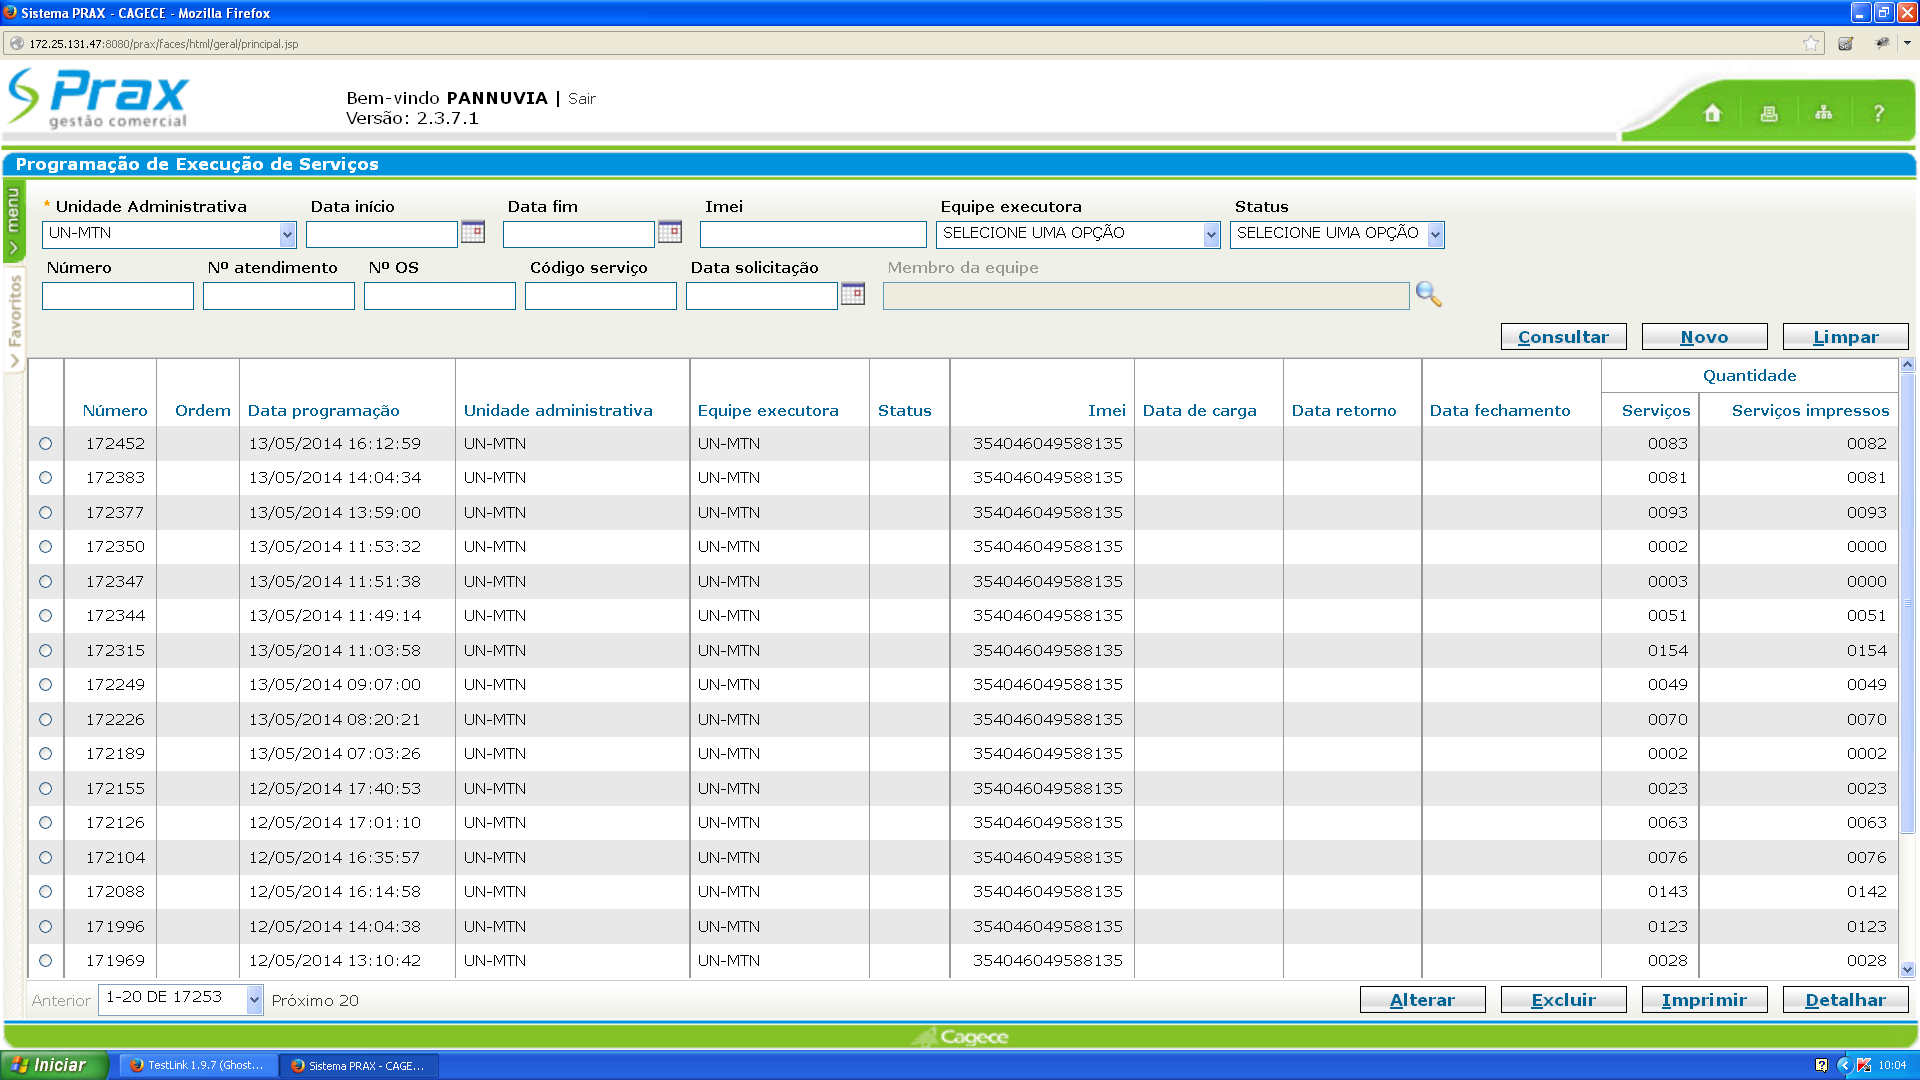 Sistema PRAX - CAGECE - Mozilla Firefox
172.25.131.47:8080/prax/faces/html/geral/principal.jsp
Prax
gestão comercial
Bem-vindo PANNUVIA | Sair
Versão: 2.3.7.1
?
Programação de Execução de Serviços
menu
Favoritos
* Unidade Administrativa Data início Data fim Imei Equipe executora Status
UN-MTN SELECIONE UMA OPÇÃO SELECIONE UMA OPÇÃO
Número Nº atendimento Nº OS Código serviço Data solicitação Membro da equipe
Consultar Novo Limpar
Quantidade
Número Ordem Data programação Unidade administrativa Equipe executora Status Imei Data de carga Data retorno Data fechamento Serviços Serviços impressos
172452 13/05/2014 16:12:59 UN-MTN UN-MTN 354046049588135 0083 0082
172383 13/05/2014 14:04:34 UN-MTN UN-MTN 354046049588135 0081 0081
172377 13/05/2014 13:59:00 UN-MTN UN-MTN 354046049588135 0093 0093
172350 13/05/2014 11:53:32 UN-MTN UN-MTN 354046049588135 0002 0000
172347 13/05/2014 11:51:38 UN-MTN UN-MTN 354046049588135 0003 0000
172344 13/05/2014 11:49:14 UN-MTN UN-MTN 354046049588135 0051 0051
172315 13/05/2014 11:03:58 UN-MTN UN-MTN 354046049588135 0154 0154
172249 13/05/2014 09:07:00 UN-MTN UN-MTN 354046049588135 0049 0049
172226 13/05/2014 08:20:21 UN-MTN UN-MTN 354046049588135 0070 0070
172189 13/05/2014 07:03:26 UN-MTN UN-MTN 354046049588135 0002 0002
172155 12/05/2014 17:40:53 UN-MTN UN-MTN 354046049588135 0023 0023
172126 12/05/2014 17:01:10 UN-MTN UN-MTN 354046049588135 0063 0063
172104 12/05/2014 16:35:57 UN-MTN UN-MTN 354046049588135 0076 0076
172088 12/05/2014 16:14:58 UN-MTN UN-MTN 354046049588135 0143 0142
171996 12/05/2014 14:04:38 UN-MTN UN-MTN 354046049588135 0123 0123
171969 12/05/2014 13:10:42 UN-MTN UN-MTN 354046049588135 0028 0028
Anterior 1-20 DE 17253 Próximo 20 Alterar Excluir Imprimir Detalhar
Cagece
Iniciar TestLink 1.9.7 (Ghost... Sistema PRAX - CAGE... 10:04